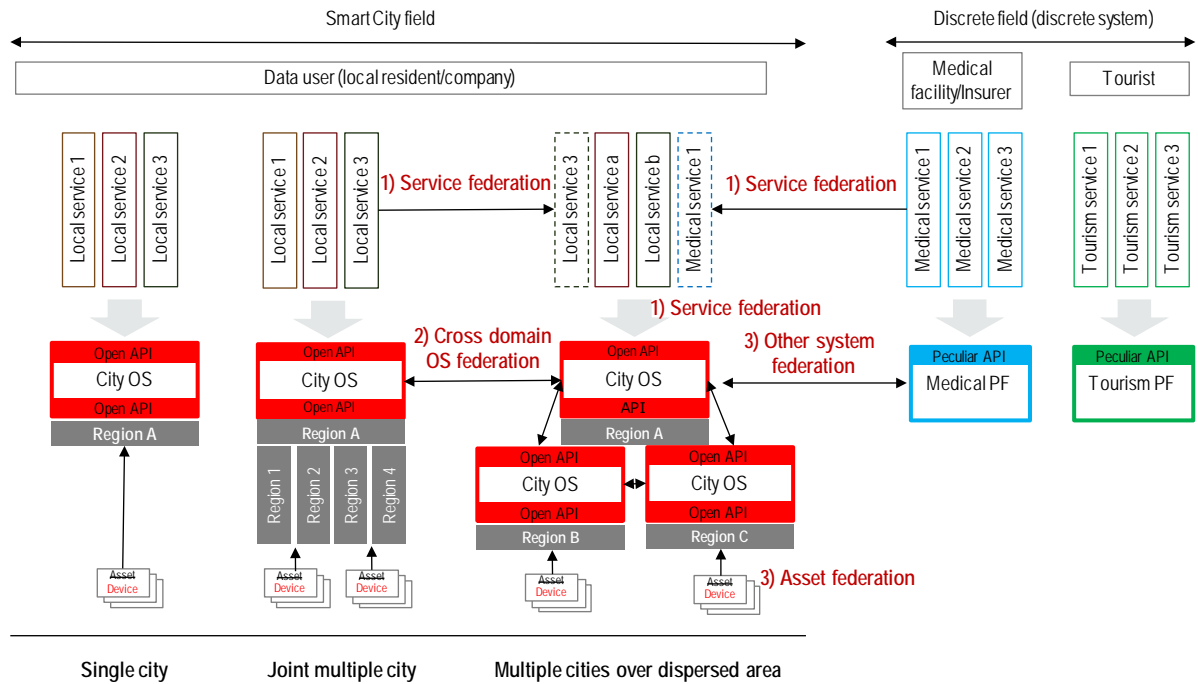 Smart City field
Discrete field (discrete system)
Data user (local resident/company)
Medical
facility/Insurer
Tourist
Local service 1
Local service 2
Local service 3
Local service 1
Local service 2
Local service 3
1) Service federation
Local service 3
Local service a
Local service b
Medical service 1
1) Service federation
Medical service 1
Medical service 2
Medical service 3
Tourism service 1
Tourism service 2
Tourism service 3
1) Service federation
2) Cross domain
OS federation
3) Other system
federation
Open API
City OS
Open API
Region A
Open API
City OS
Open API
Region A
Region 1
Region 2
Region 3
Region 4
Open API
City OS
API
Region A
Peculiar API
Medical PF
Peculiar API
Tourism PF
Open API
City OS
Open API
Region B
Open API
City OS
Open API
Region C
Asset
Device
Asset
Device
Asset
Device
Asset
Device
Asset
Device
3) Asset federation
Single city
Joint multiple city
Multiple cities over dispersed area